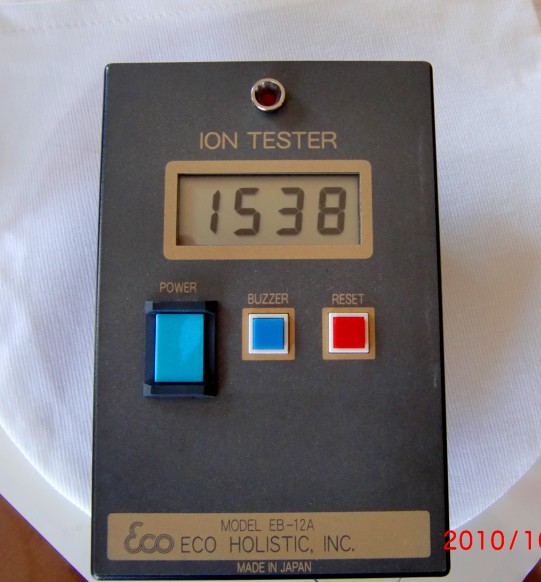 ION TESTER
1538
POWER
BUZZER
RESET
MODEL EB-12A
Eco ECO HOLISTIC, INC.
MADE IN JAPAN
2010/10